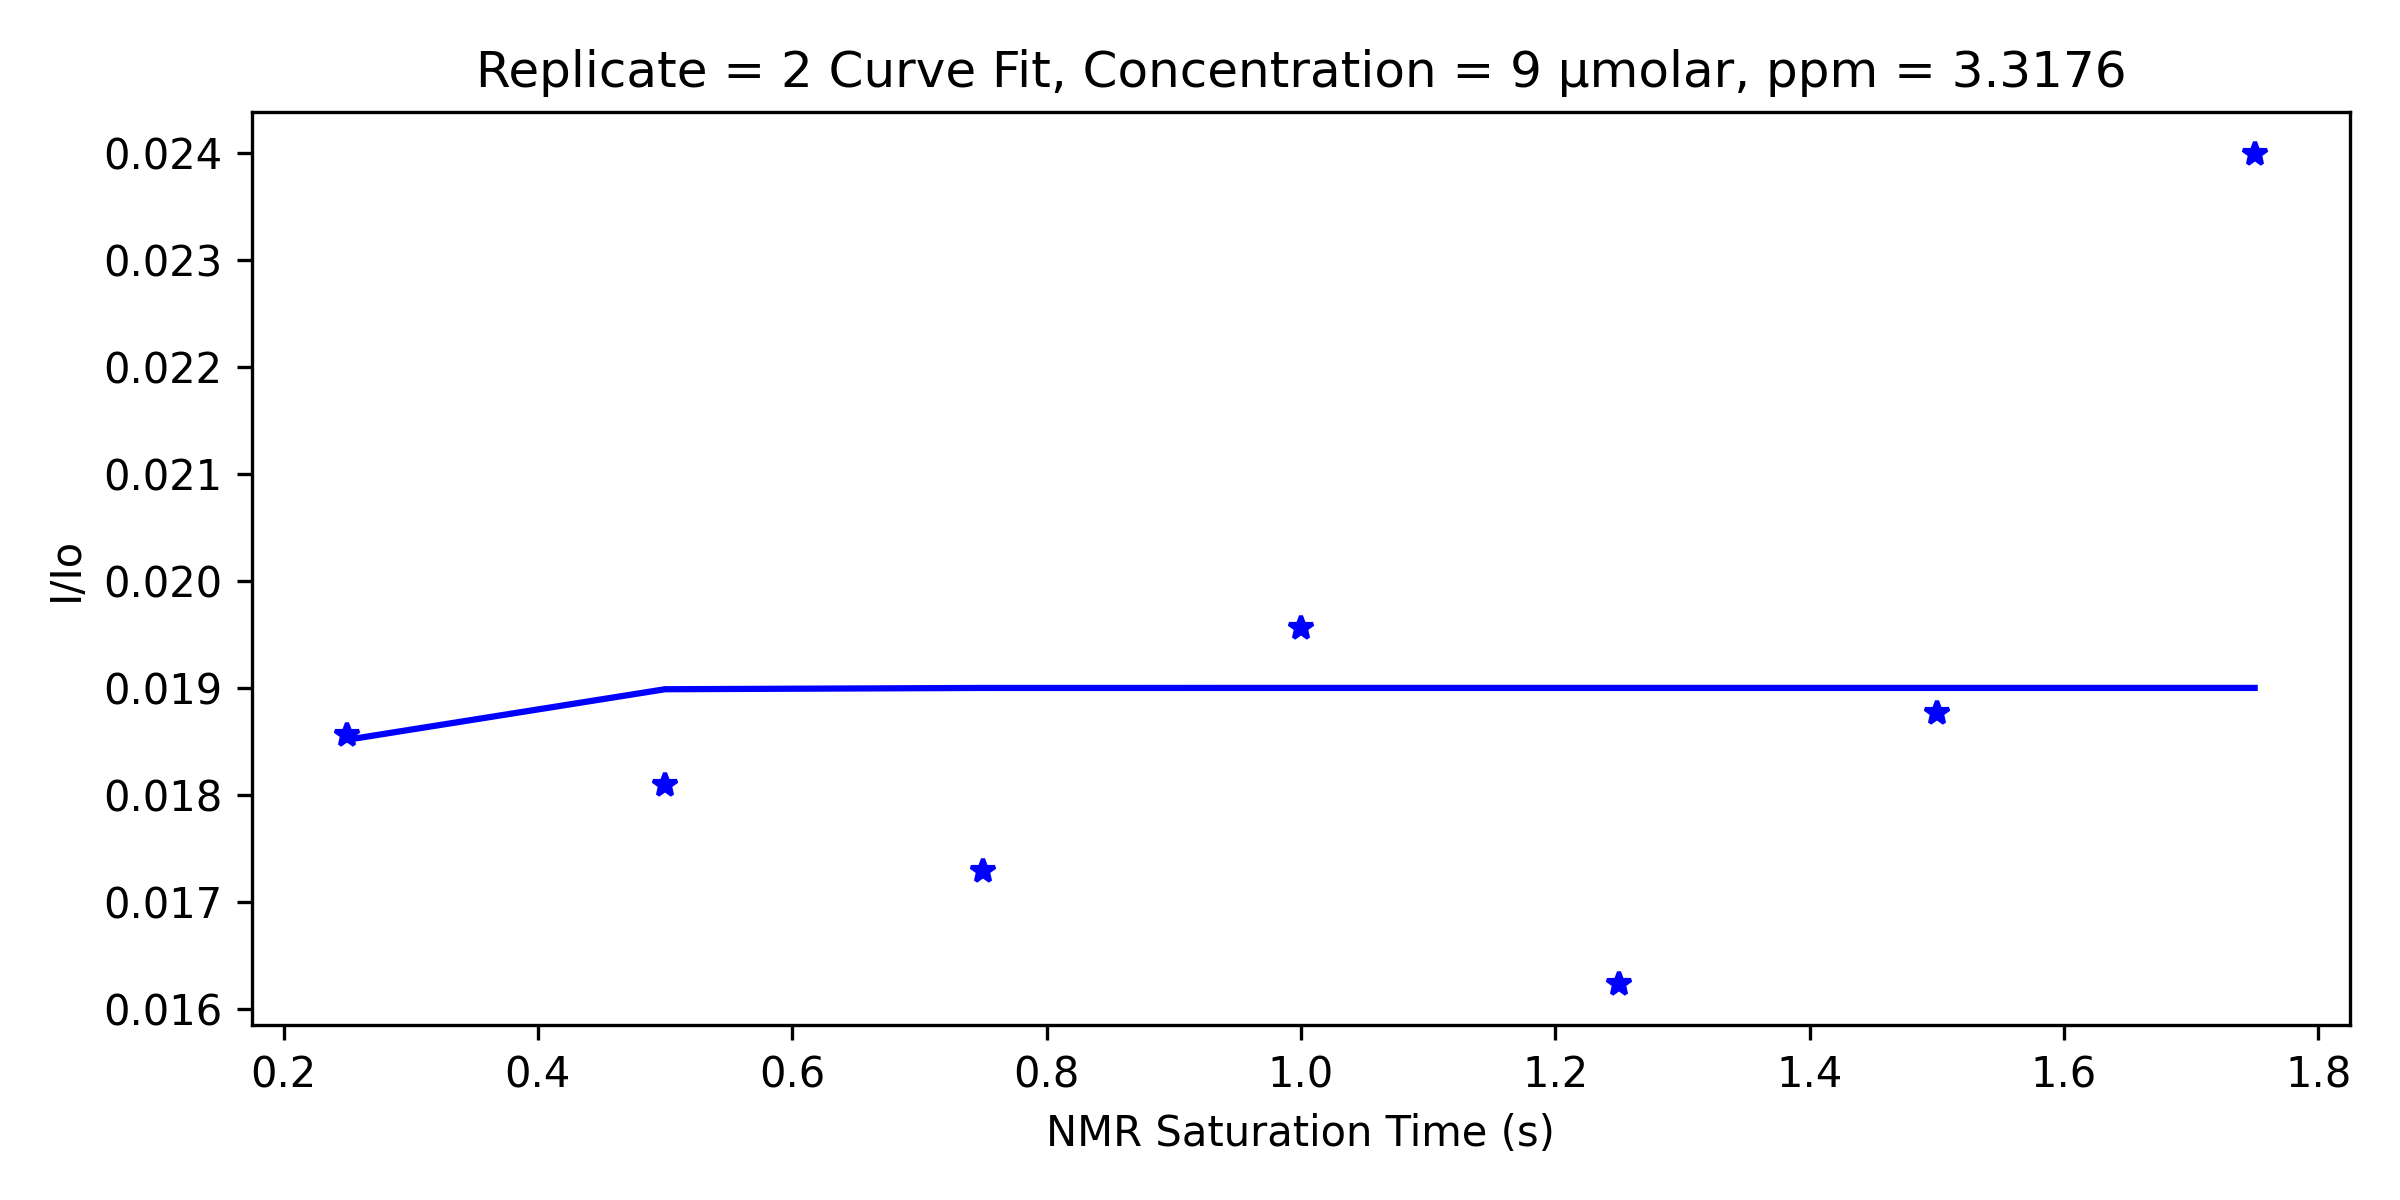 Replicate = 2 Curve Fit, Concentration = 9 µmolar, ppm = 3.3176
0.024
0.023
0.022
0.021
0.020
0.019
0.018
0.017
0.016
I/Io
0.2 0.4 0.6 0.8 1.0 1.2 1.4 1.6 1.8
NMR Saturation Time (s)